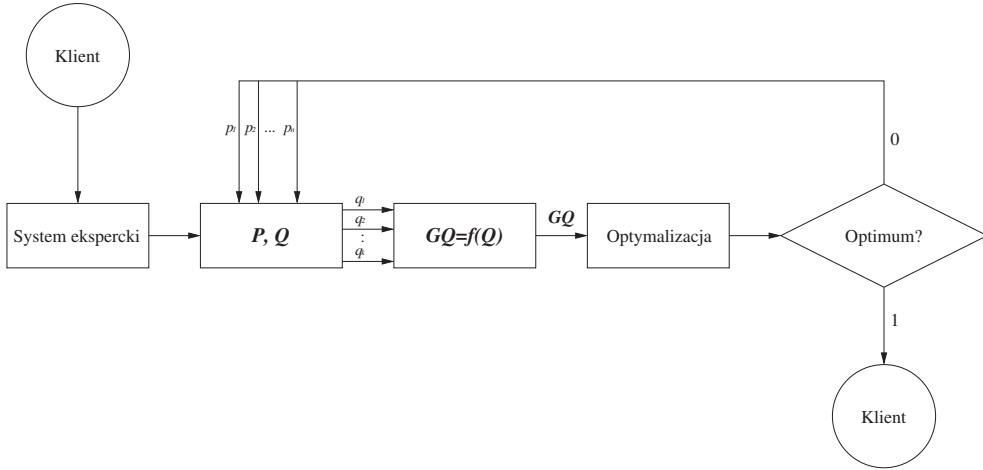 Klient
p1 p2 ... pn
0
System ekspercki
P, Q
q1
q2
:
qk
GQ=f(Q)
GQ
Optymalizacja
Optimum?
1
Klient